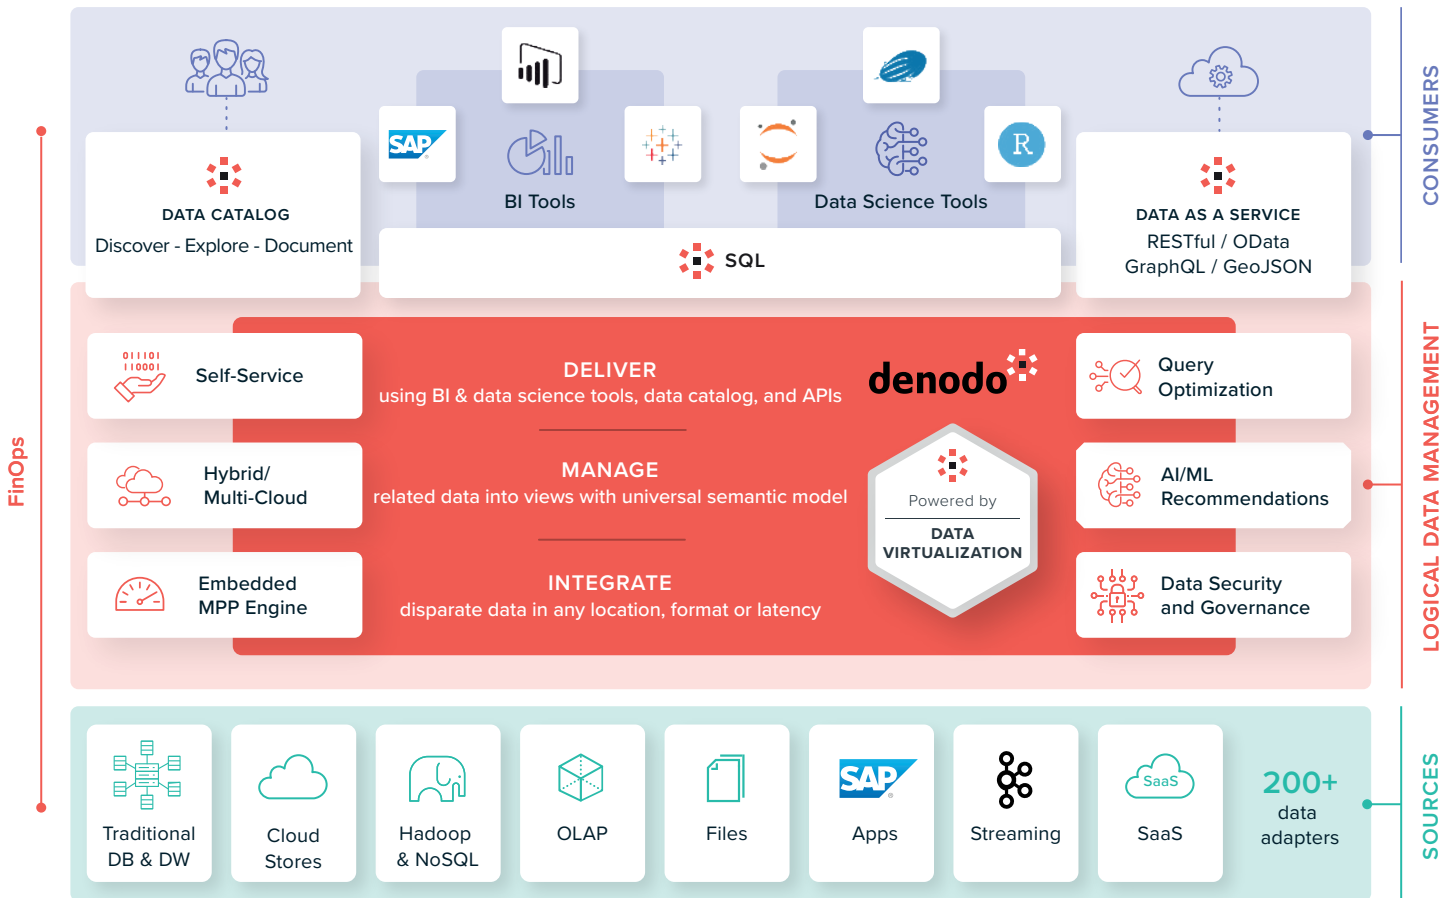 CONSUMERS
SAP
R
BI Tools
Data Science Tools
DATA CATALOG
Discover - Explore - Document
SQL
DATA AS A SERVICE
RESTful / OData
GraphQL / GeoJSON
FinOps
LOGICAL DATA MANAGEMENT
011101
110001
Self-Service
Hybrid/
Multi-Cloud
Embedded
MPP Engine
DELIVER
using BI & data science tools, data catalog, and APIs
MANAGE
related data into views with universal semantic model
INTEGRATE
disparate data in any location, format or latency
denodo
Powered by
DATA
VIRTUALIZATION
Query
Optimization
AI/ML
Recommendations
Data Security
and Governance
SOURCES
Traditional
DB & DW
Cloud
Stores
Hadoop
& NoSQL
OLAP
Files
SAP
Apps
Streaming
SaaS
SaaS
200+
data
adapters